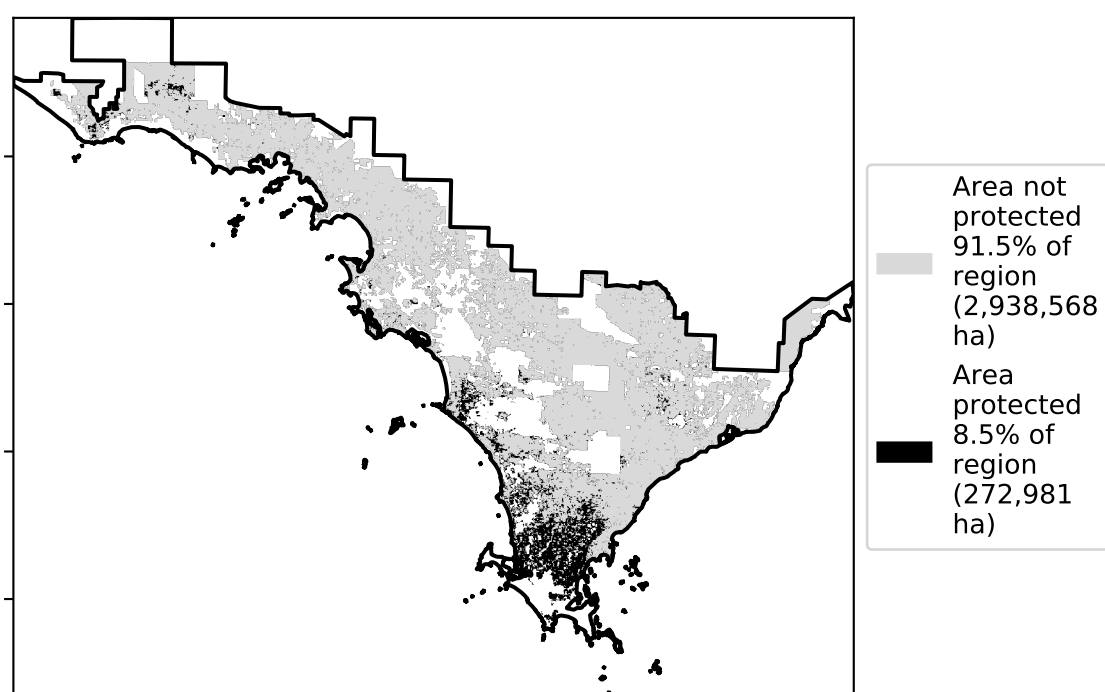 Area not
protected
91.5% of
region
(2,938,568
ha)
Area
protected
8.5% of
region
(272,981
ha)